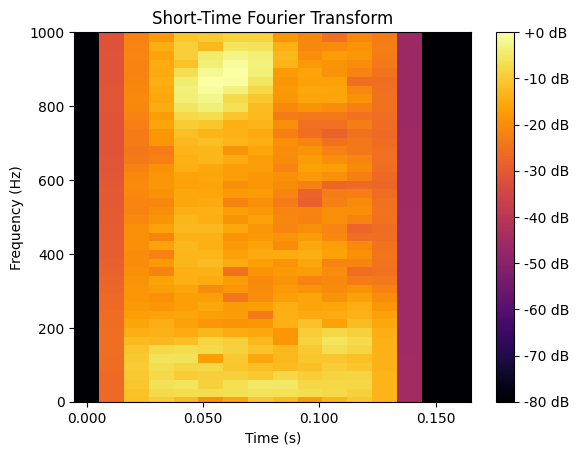 Short-Time Fourier Transform
Frequency (Hz)
1000
800
600
400
200
0
0.000
0.050
0.100
0.150
Time (s)
+0 dB
-10 dB
-20 dB
-30 dB
-40 dB
-50 dB
-60 dB
-70 dB
-80 dB